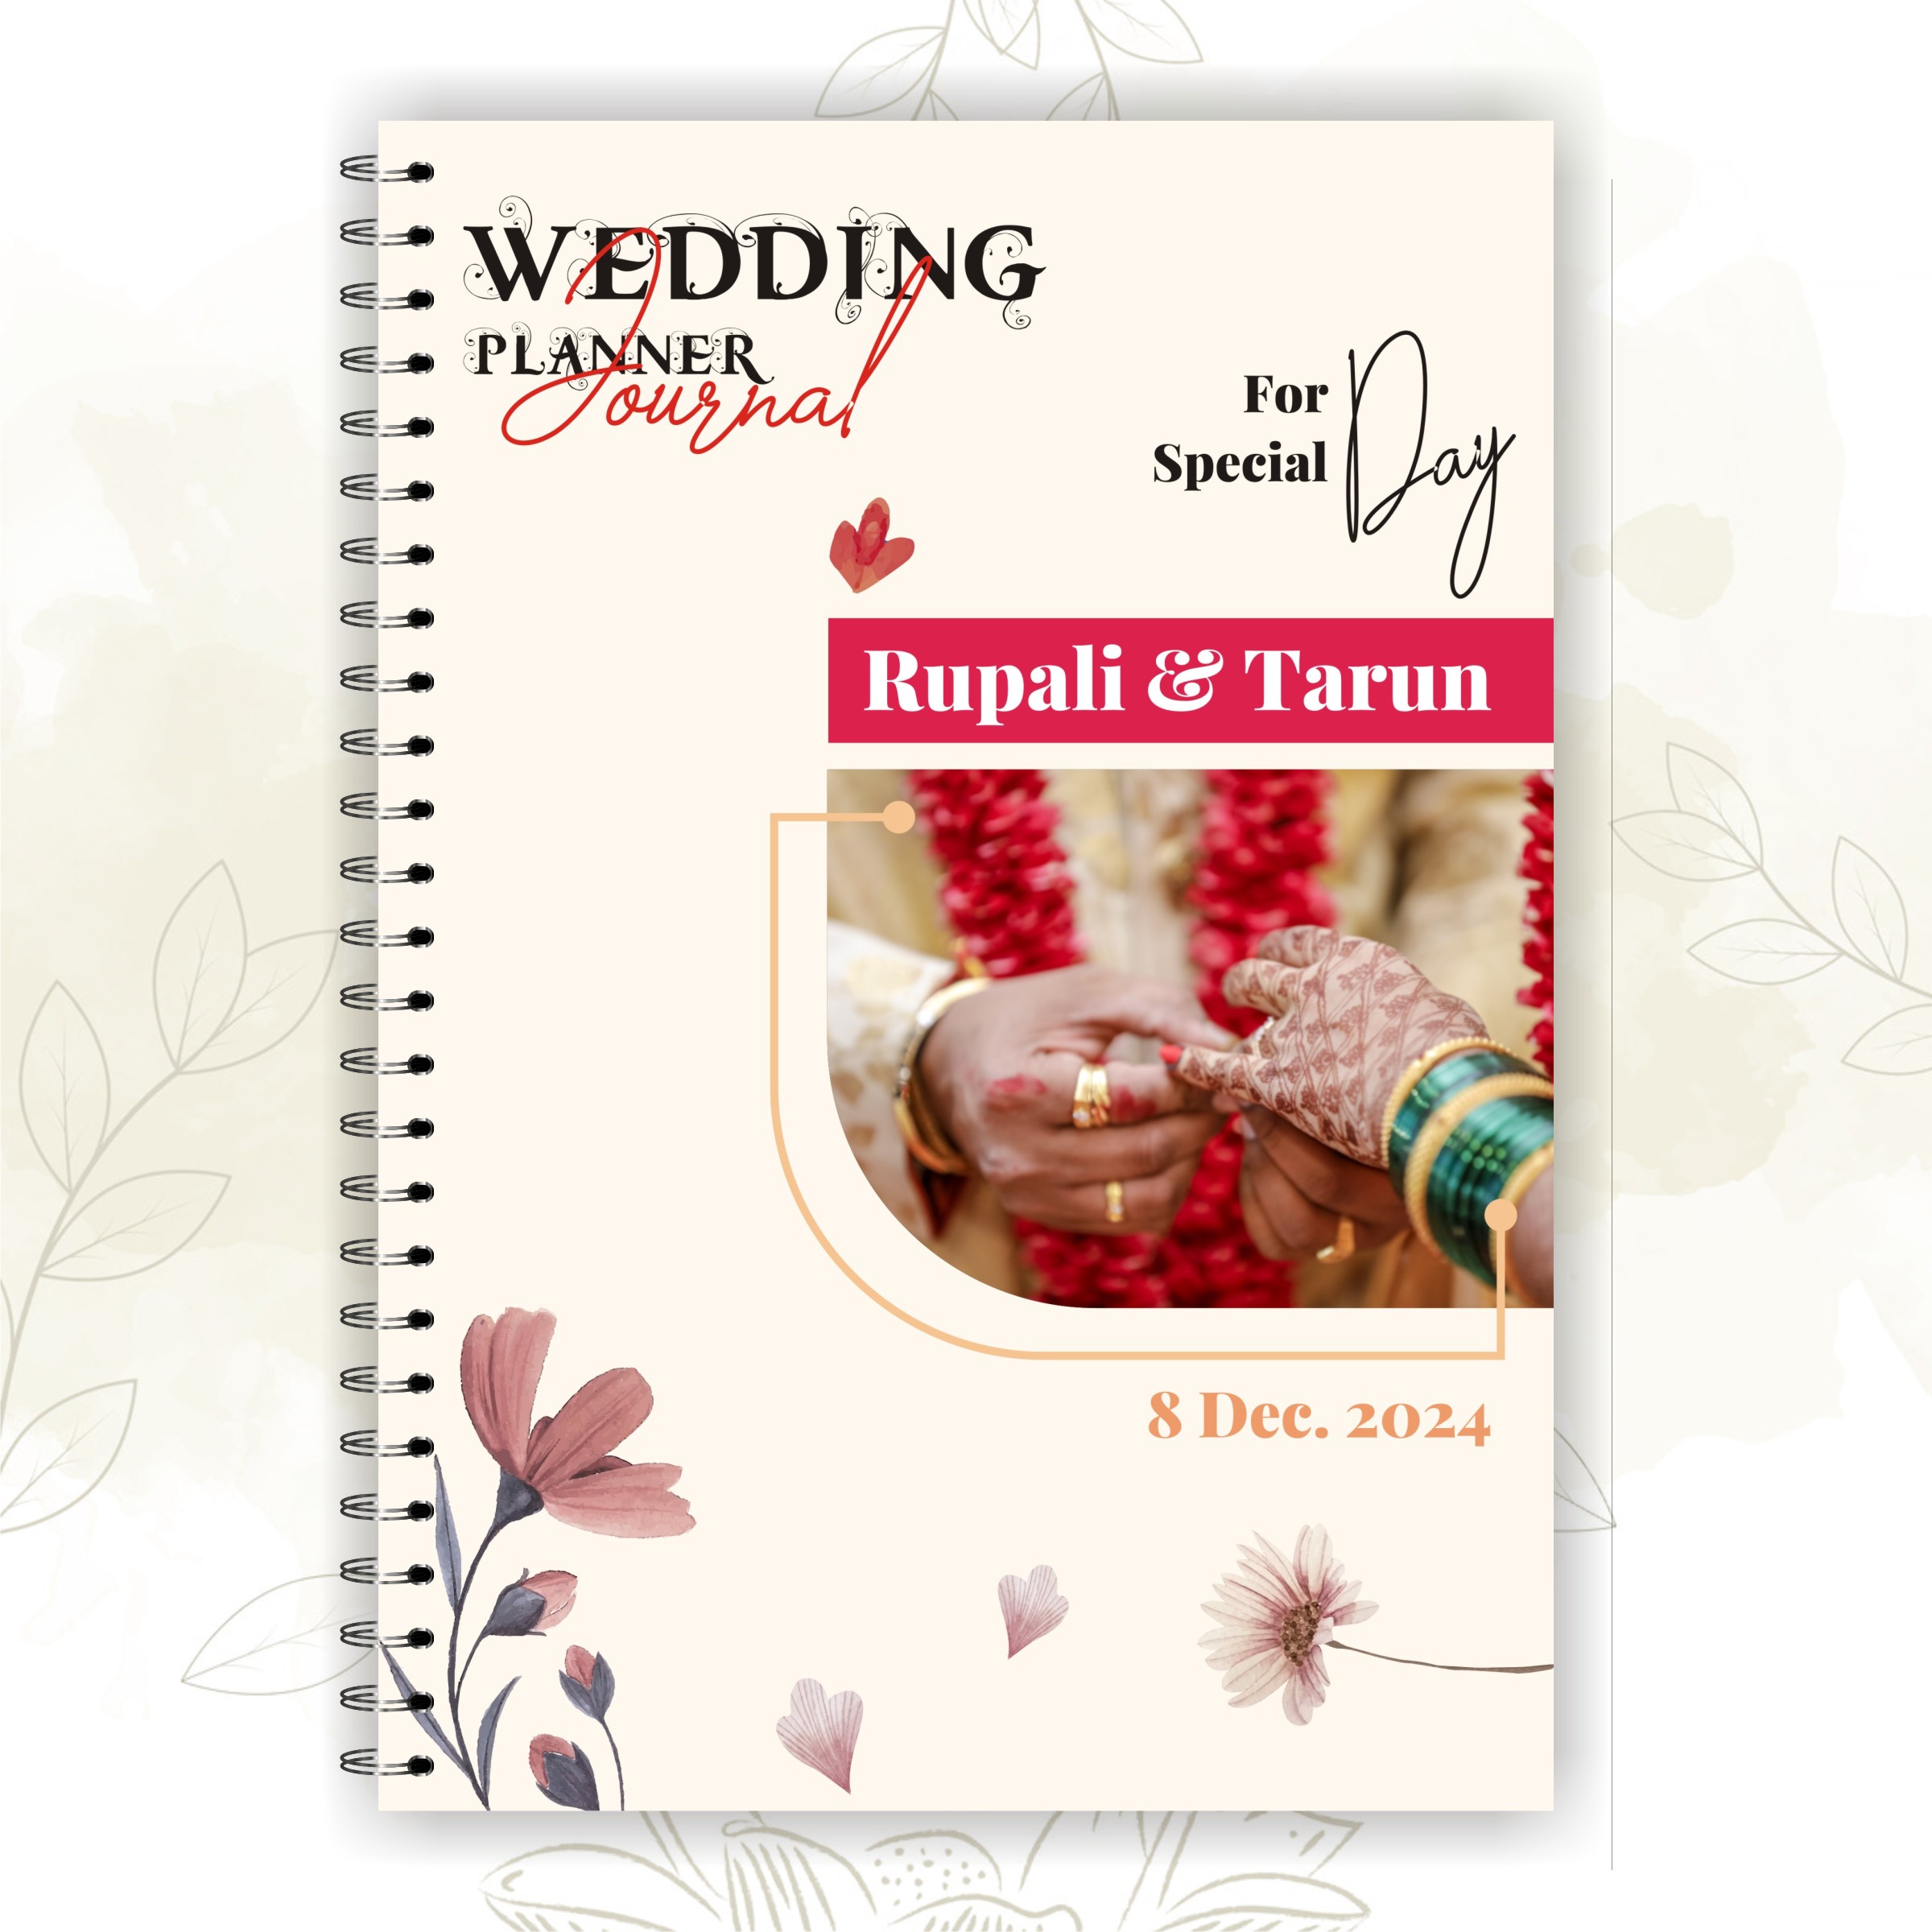 WEDDING
PLANNER
Journal
For
Special Day
Rupali & Tarun
8 Dec. 2024